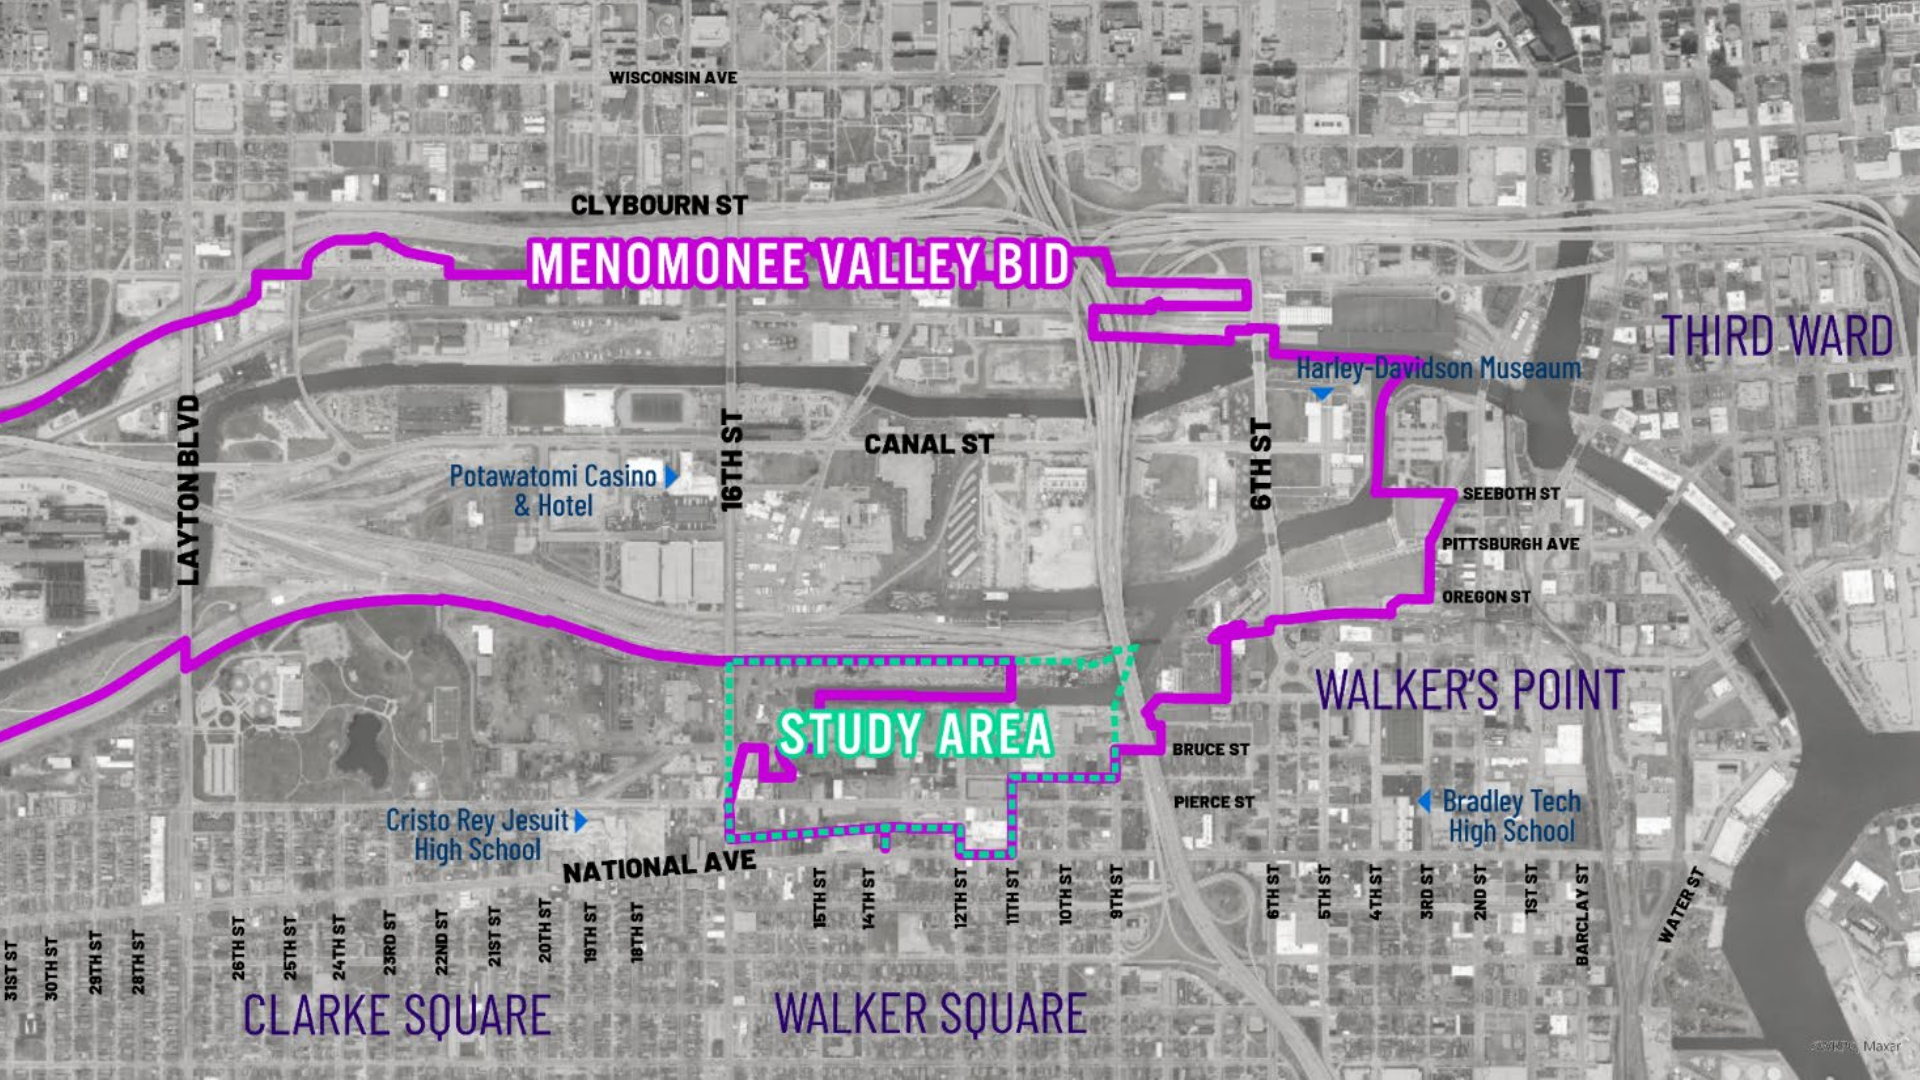 WISCONSIN AVE
CLYBOURN ST
MENOMONEE VALLEY BID
THIRD WARD
Harley-Davidson Museaum
LAYTON BLVD
16TH ST
CANAL ST
6TH ST
Potawatomi Casino
& Hotel
SEEBOTH ST
PITTSBURGH AVE
OREGON ST
WALKER'S POINT
STUDY AREA
BRUCE ST
PIERCE ST
Bradley Tech
High School
Cristo Rey Jesuit
High School
NATIONAL AVE
31ST ST
30TH ST
29TH ST
28TH ST
26TH ST
25TH ST
24TH ST
23RD ST
22ND ST
21ST ST
20TH ST
19TH ST
18TH ST
15TH ST
14TH ST
12TH ST
11TH ST
10TH ST
9TH ST
6TH ST
5TH ST
4TH ST
3RD ST
2ND ST
1ST ST
BARCLAY ST
WATER ST
CLARKE SQUARE
WALKER SQUARE
Maxar